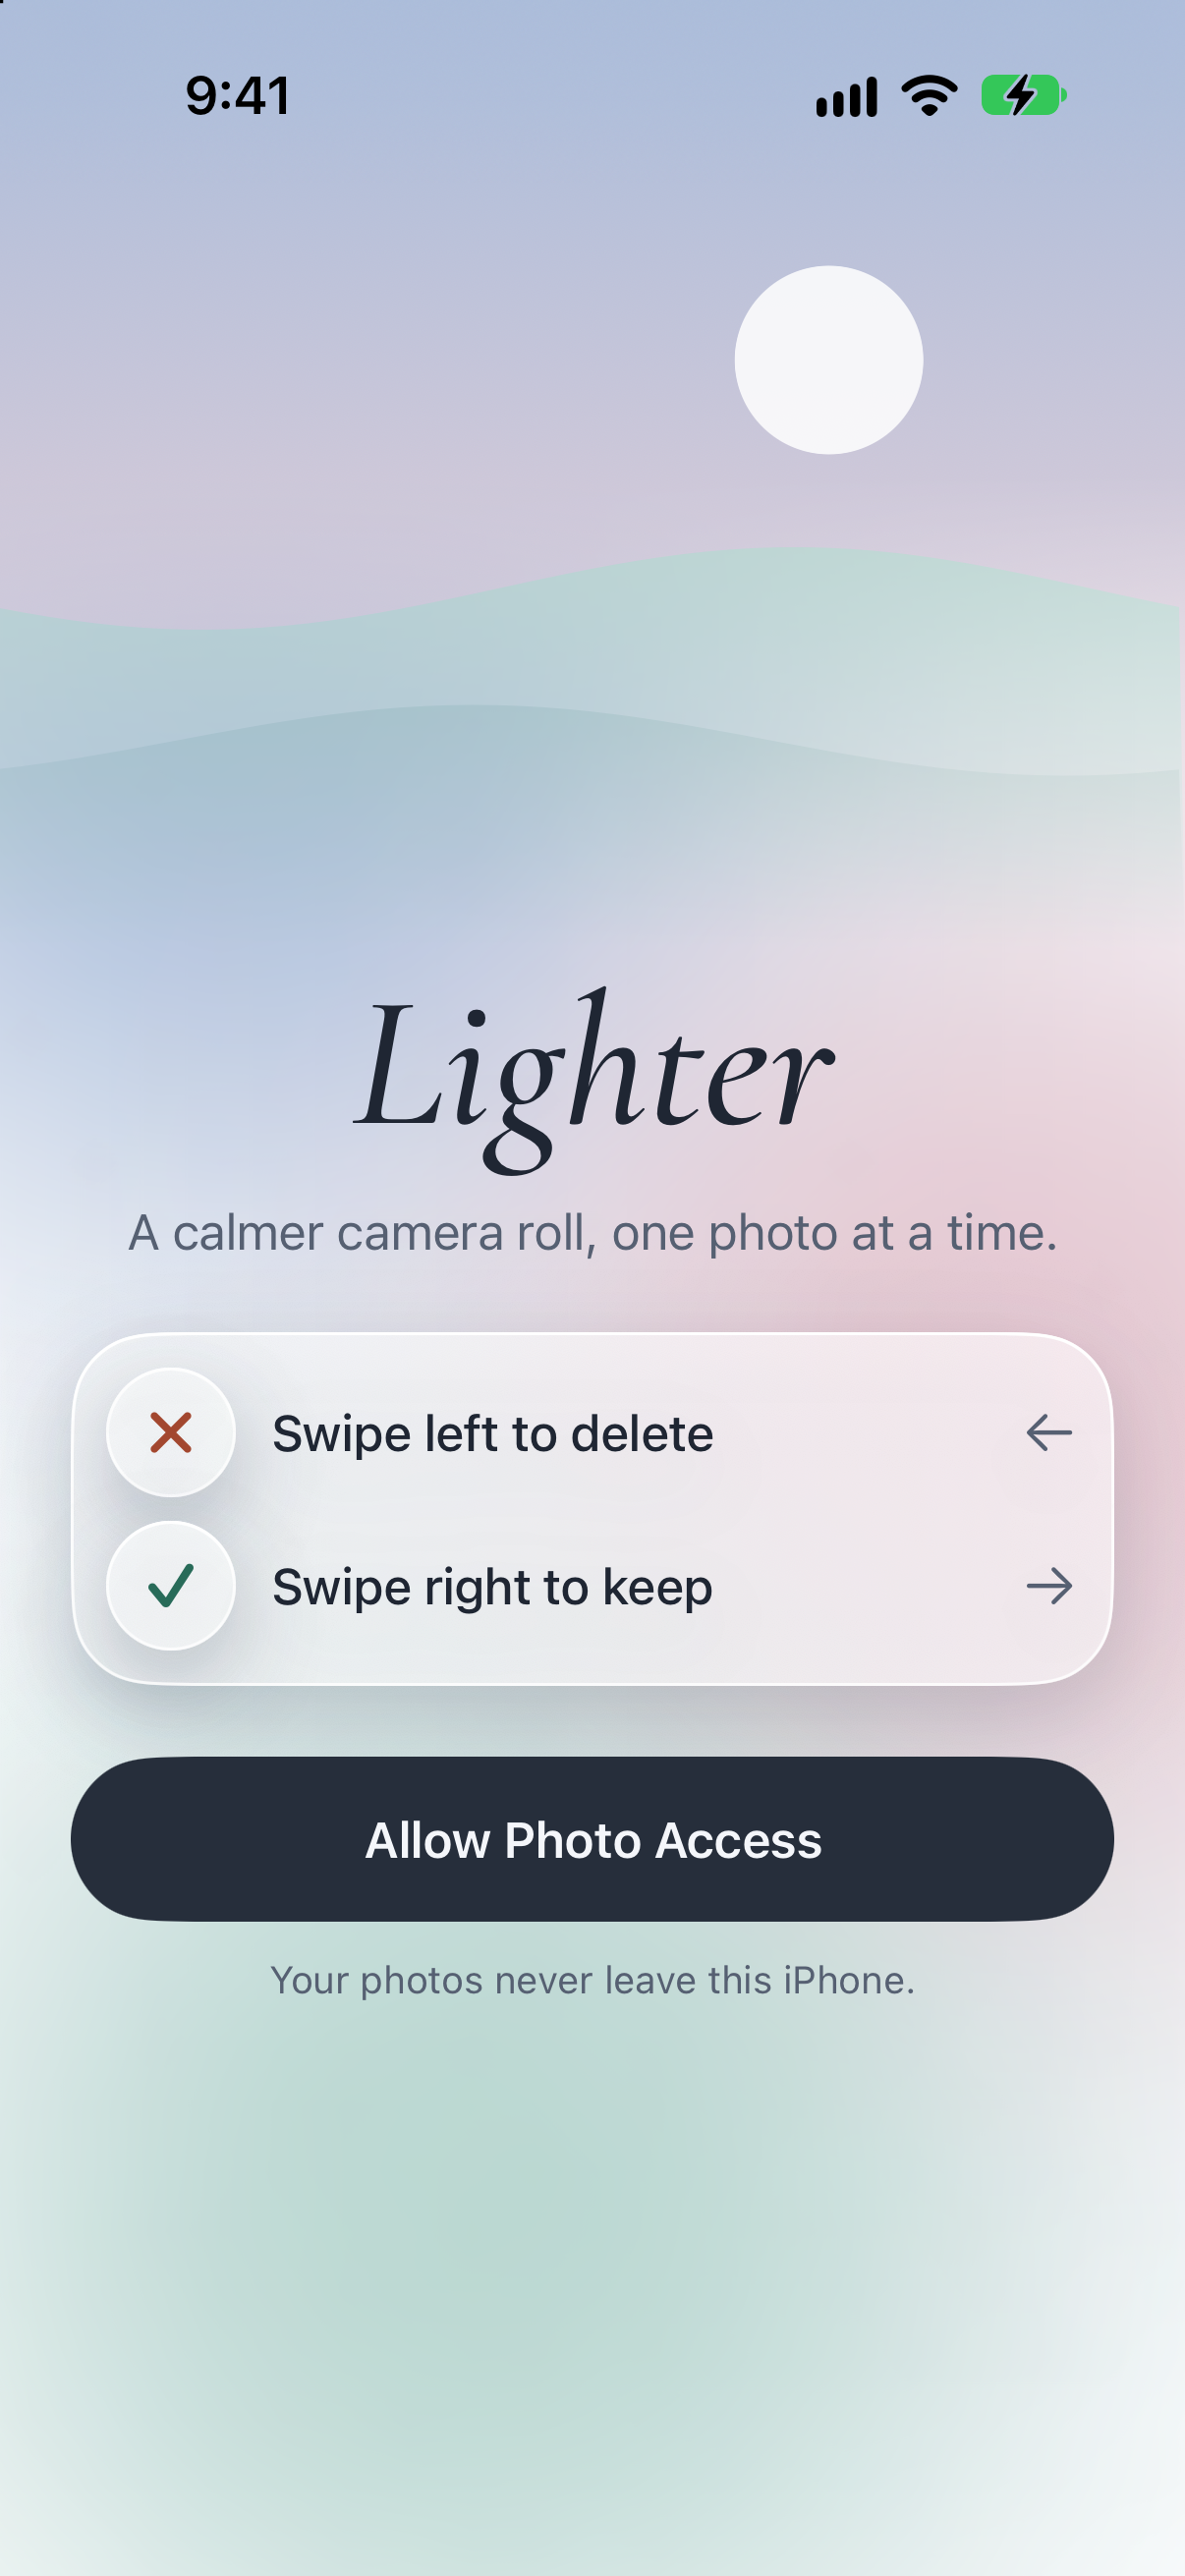 9:41
Lighter
A calmer camera roll, one photo at a time.
Swipe left to delete
Swipe right to keep
Allow Photo Access
Your photos never leave this iPhone.